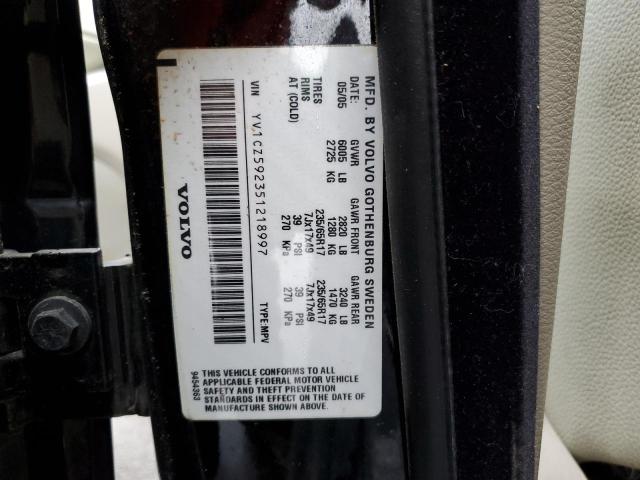 MFD. BY VOLVO GOTHENBURG SWEDEN
DATE: GVWR GAWR FRONT GAWR REAR
05/05 6005 LB 2820 LB 3240 LB
2725 KG 1280 KG 1470 KG
TIRES 235/65R17 235/65R17
RIMS 7Jx17x49 7Jx17x49
AT (COLD) 39 PSI 39 PSI
270 KPa 270 KPa
VIN YV1CZ592351218997 TYPE:MPV
VOLVO
THIS VEHICLE CONFORMS TO ALL
APPLICABLE FEDERAL MOTOR VEHICLE
SAFETY AND THEFT PREVENTION
STANDARDS IN EFFECT ON THE DATE OF
MANUFACTURE SHOWN ABOVE.
9454363